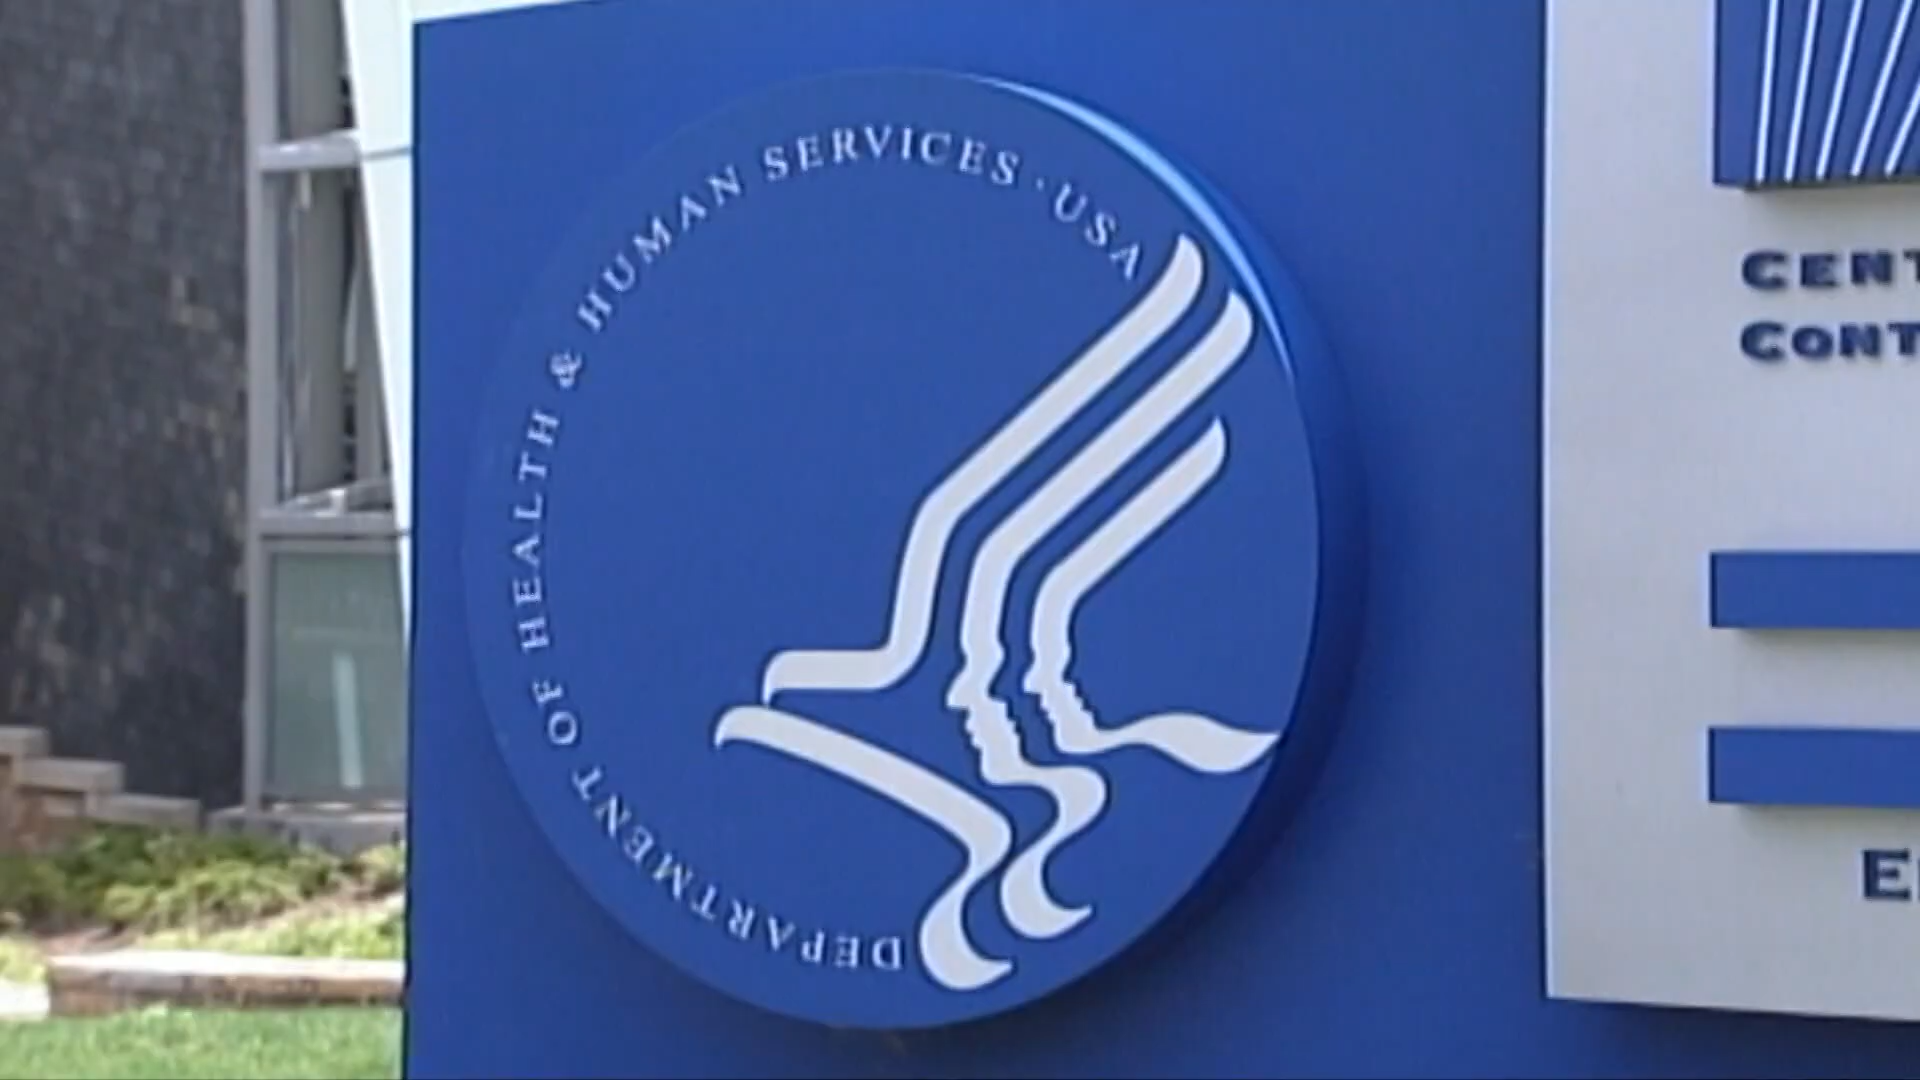 DEPARTMENT OF HEALTH & HUMAN SERVICES · USA
CENT
CONT
E